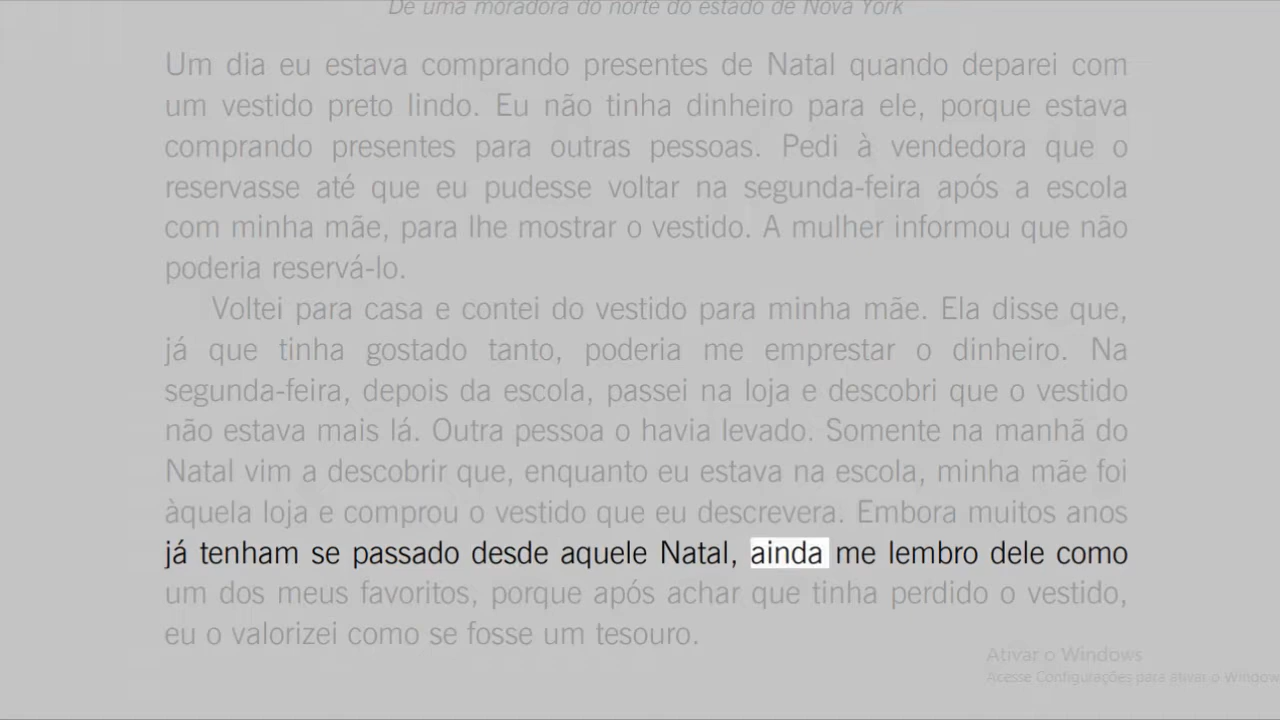 De uma moradora do norte do estado de Nova York
Um dia eu estava comprando presentes de Natal quando deparei com
um vestido preto lindo. Eu não tinha dinheiro para ele, porque estava
comprando presentes para outras pessoas. Pedi à vendedora que o
reservasse até que eu pudesse voltar na segunda-feira após a escola
com minha mãe, para lhe mostrar o vestido. A mulher informou que não
poderia reservá-lo.
Voltei para casa e contei do vestido para minha mãe. Ela disse que,
já que tinha gostado tanto, poderia me emprestar o dinheiro. Na
segunda-feira, depois da escola, passei na loja e descobri que o vestido
não estava mais lá. Outra pessoa o havia levado. Somente na manhã do
Natal vim a descobrir que, enquanto eu estava na escola, minha mãe foi
àquela loja e comprou o vestido que eu descrevera. Embora muitos anos
já tenham se passado desde aquele Natal, ainda me lembro dele como
um dos meus favoritos, porque após achar que tinha perdido o vestido,
eu o valorizei como se fosse um tesouro.
Ativar o Windows
Acesse Configurações para ativar o Window